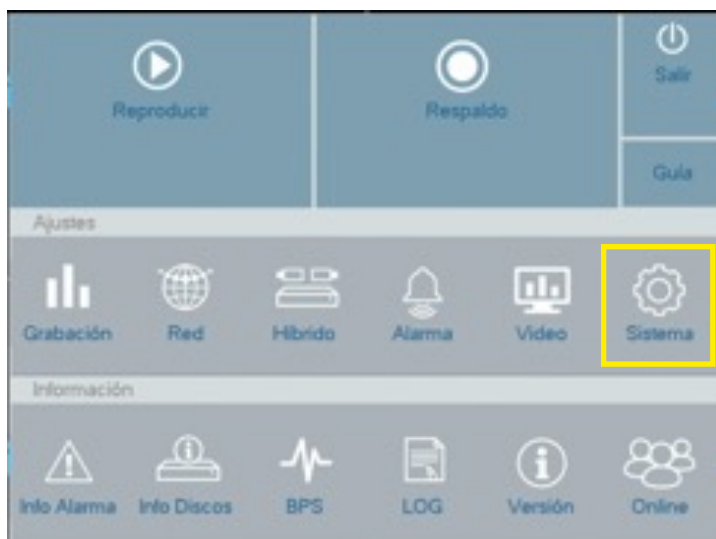 Reproducir
Respaldo
Salir
Guía
Ajustes
Grabación
Red
Híbrido
Alarma
Video
Sistema
Información
Info Alarma
Info Discos
BPS
LOG
Versión
Online